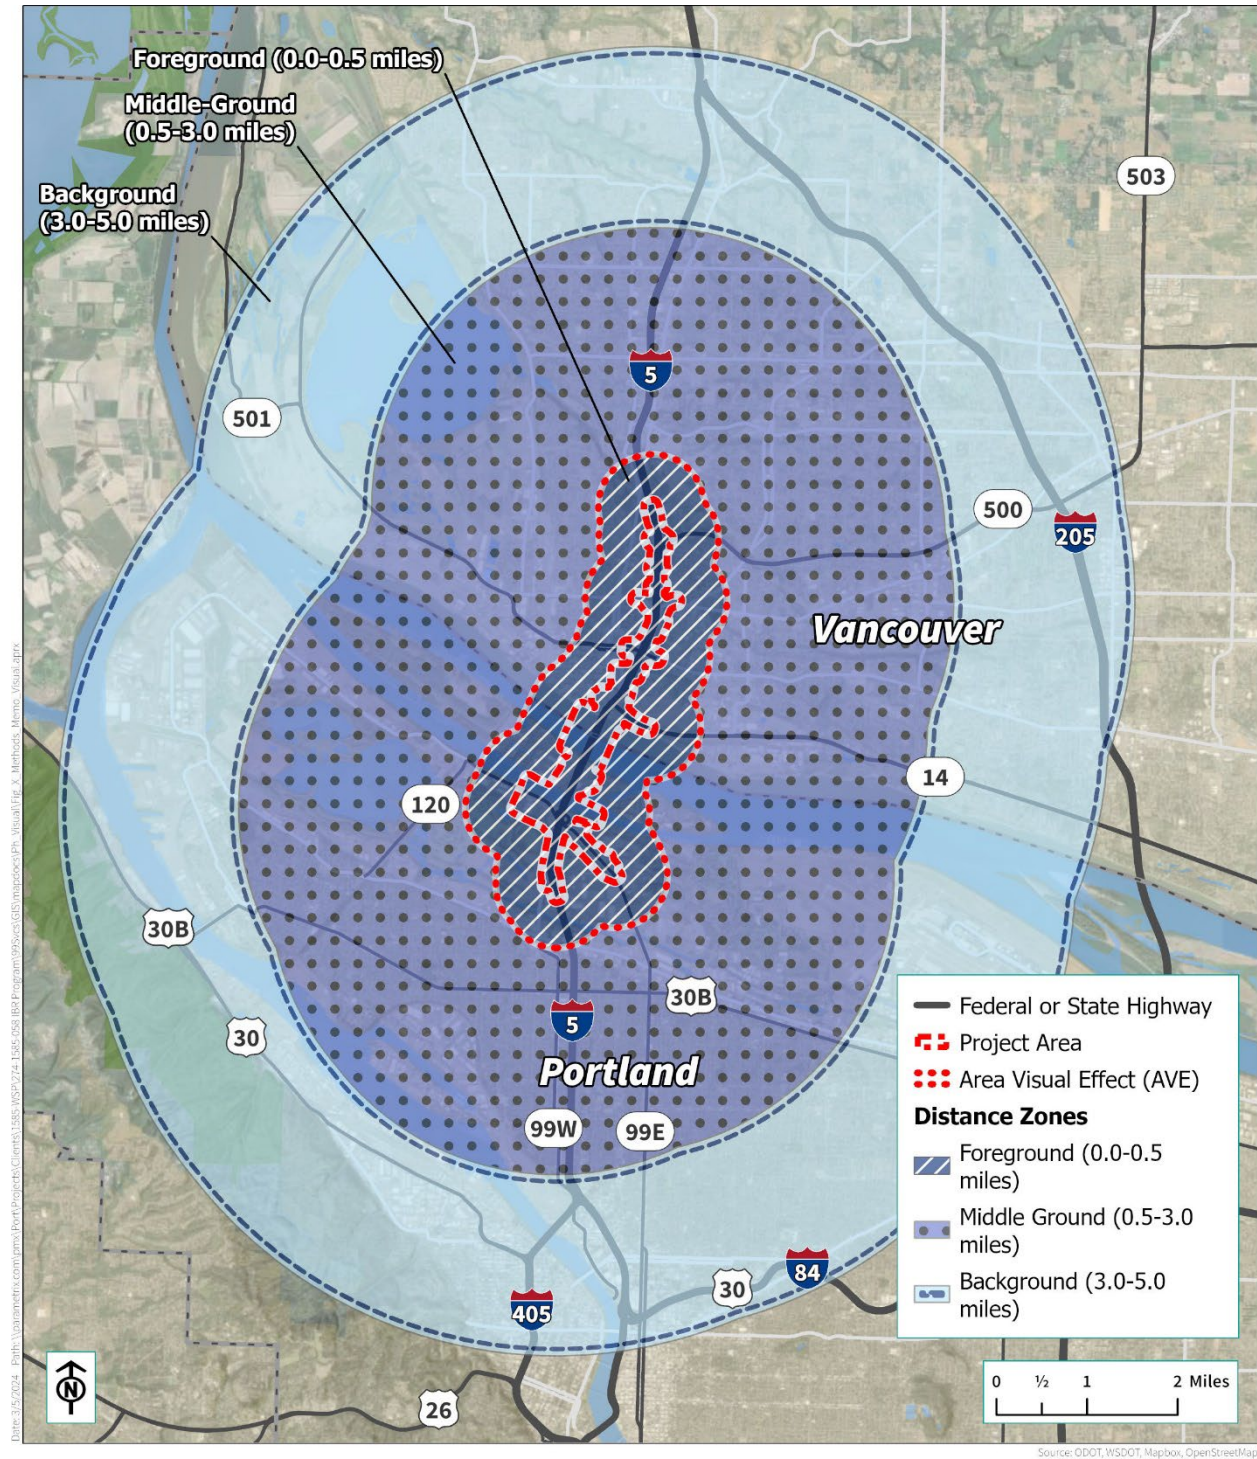 Foreground (0.0-0.5 miles)
Middle-Ground
(0.5-3.0 miles)
Background
(3.0-5.0 miles)
503
5
501
500
205
Vancouver
14
120
30B
30B
30
5
Portland
99W
99E
84
30
405
26
Federal or State Highway
Project Area
Area Visual Effect (AVE)
Distance Zones
Foreground (0.0-0.5
miles)
Middle Ground (0.5-3.0
miles)
Background (3.0-5.0
miles)
N
0 ½ 1 2 Miles
Source: ODOT, WSDOT, Mapbox, OpenStreetMap
Date: 3/5/2024